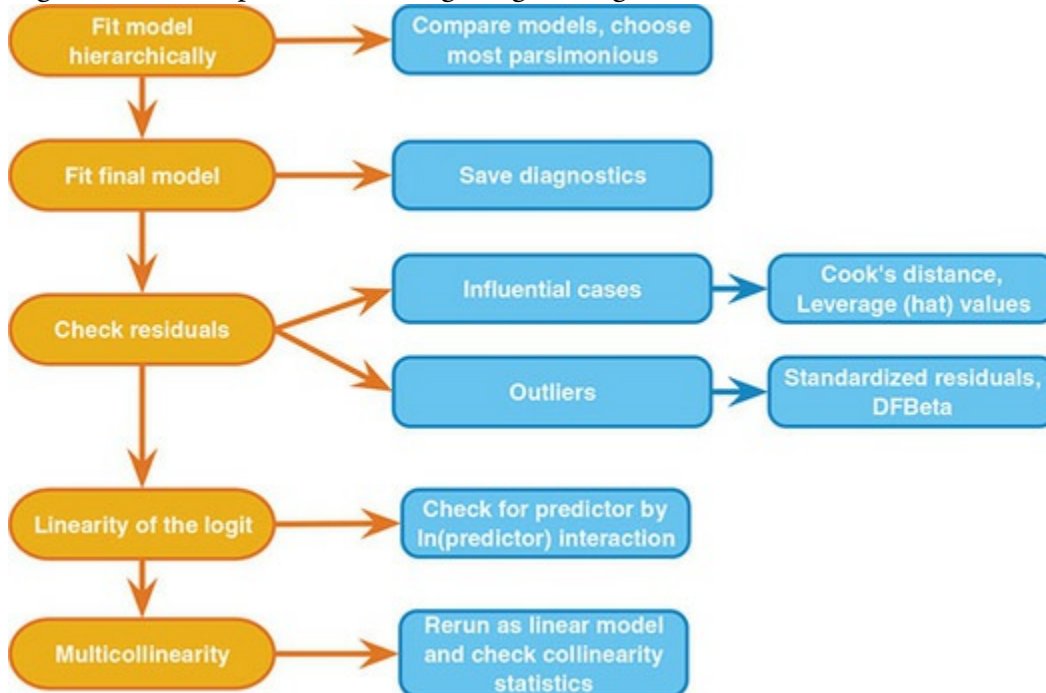 Fit model
hierarchically
Compare models, choose
most parsimonious
Fit final model
Save diagnostics
Check residuals
Influential cases
Cook's distance,
Leverage (hat) values
Outliers
Standardized residuals,
DFBeta
Linearity of the logit
Check for predictor by
ln(predictor) interaction
Multicollinearity
Rerun as linear model
and check collinearity
statistics